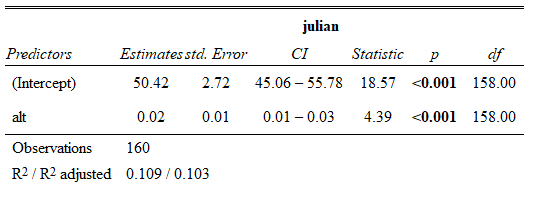 julian
Predictors Estimates std. Error CI Statistic p df
(Intercept) 50.42 2.72 45.06 – 55.78 18.57 <0.001 158.00
alt 0.02 0.01 0.01 – 0.03 4.39 <0.001 158.00
Observations 160
R2 / R2 adjusted 0.109 / 0.103